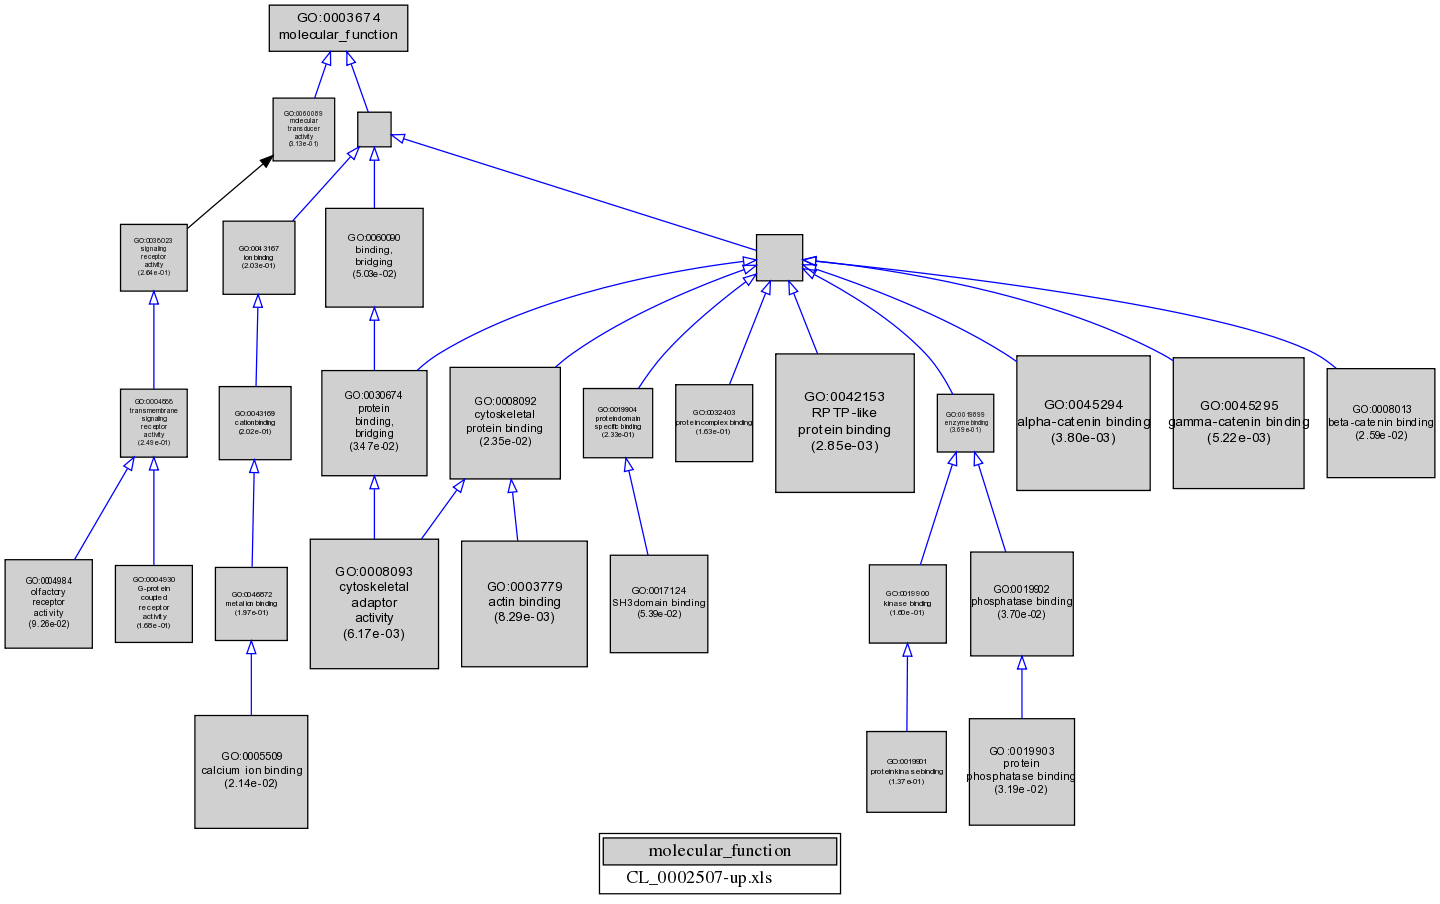 GO:0003674
molecular_function
GO:0060089
molecular
transducer
activity
(3.13e-01)
GO:0038023
signaling
receptor
activity
(2.64e-01)
GO:0043167
ion binding
(2.03e-01)
GO:0060090
binding,
bridging
(5.03e-02)
GO:0004888
transmembrane
signaling
receptor
activity
(2.49e-01)
GO:0043169
cation binding
(2.02e-01)
GO:0030674
protein
binding,
bridging
(3.47e-02)
GO:0008092
cytoskeletal
protein binding
(2.35e-02)
GO:0019904
protein domain
specific binding
(2.33e-01)
GO:0032403
protein complex binding
(1.63e-01)
GO:0042153
RPTP-like
protein binding
(2.85e-03)
GO:0019899
enzyme binding
(3.69e-01)
GO:0045294
alpha-catenin binding
(3.80e-03)
GO:0045295
gamma-catenin binding
(5.22e-03)
GO:0008013
beta-catenin binding
(2.59e-02)
GO:0004984
olfactory
receptor
activity
(9.26e-02)
GO:0004930
G-protein
coupled
receptor
activity
(1.68e-01)
GO:0046872
metal ion binding
(1.97e-01)
GO:0008093
cytoskeletal
adaptor
activity
(6.17e-03)
GO:0003779
actin binding
(8.29e-03)
GO:0017124
SH3 domain binding
(5.39e-02)
GO:0019900
kinase binding
(1.60e-01)
GO:0019902
phosphatase binding
(3.70e-02)
GO:0005509
calcium ion binding
(2.14e-02)
GO:0019901
protein kinase binding
(1.37e-01)
GO:0019903
protein
phosphatase binding
(3.19e-02)
molecular_function
CL_0002507-up.xls